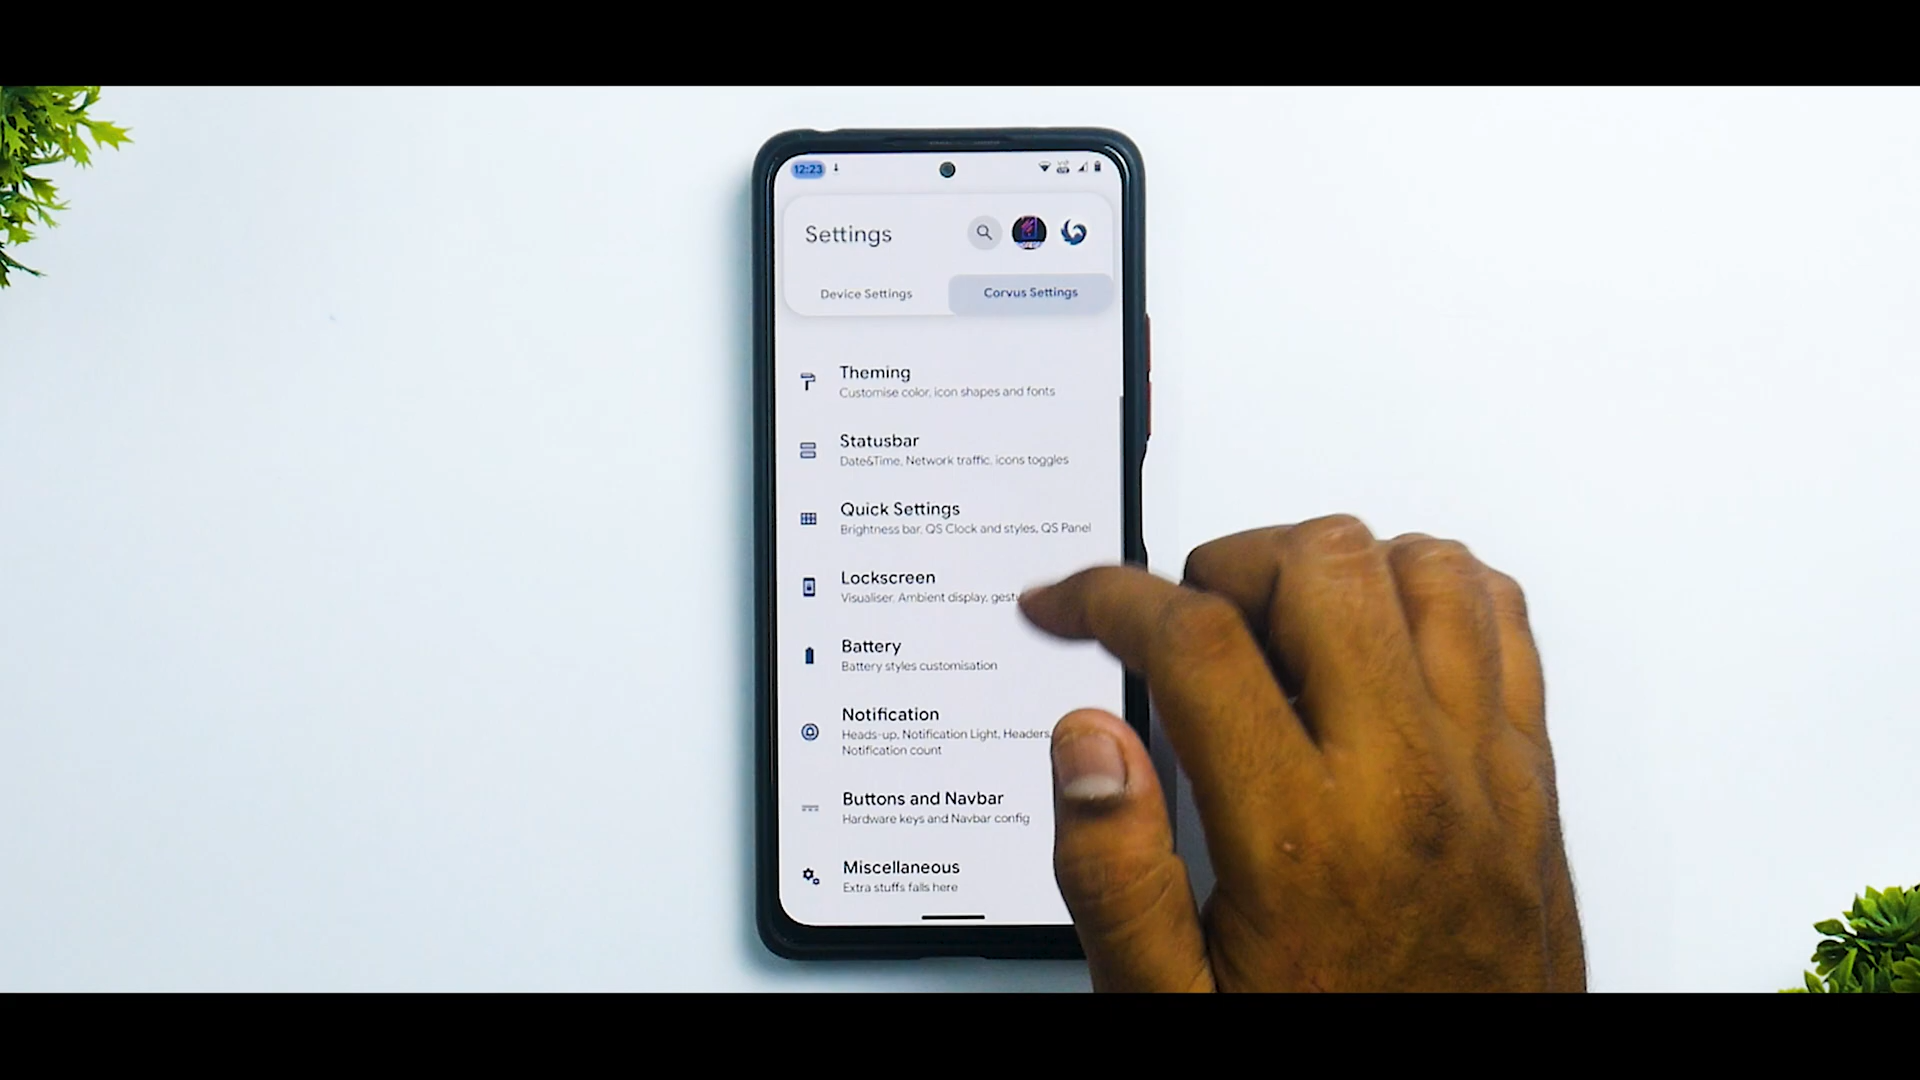 12:23
Settings
Device Settings
Corvus Settings
Theming
Customise color, icon shapes and fonts
Statusbar
Date&Time, Network traffic, icons toggles
Quick Settings
Brightness bar, QS Clock and styles, QS Panel
Lockscreen
Visualiser, Ambient display,
Battery
Battery styles customisation
Notification
Heads-up, Notification Light, Headers,
Notification count
Buttons and Navbar
Hardware keys and Navbar config
Miscellaneous
Extra stuffs falls here